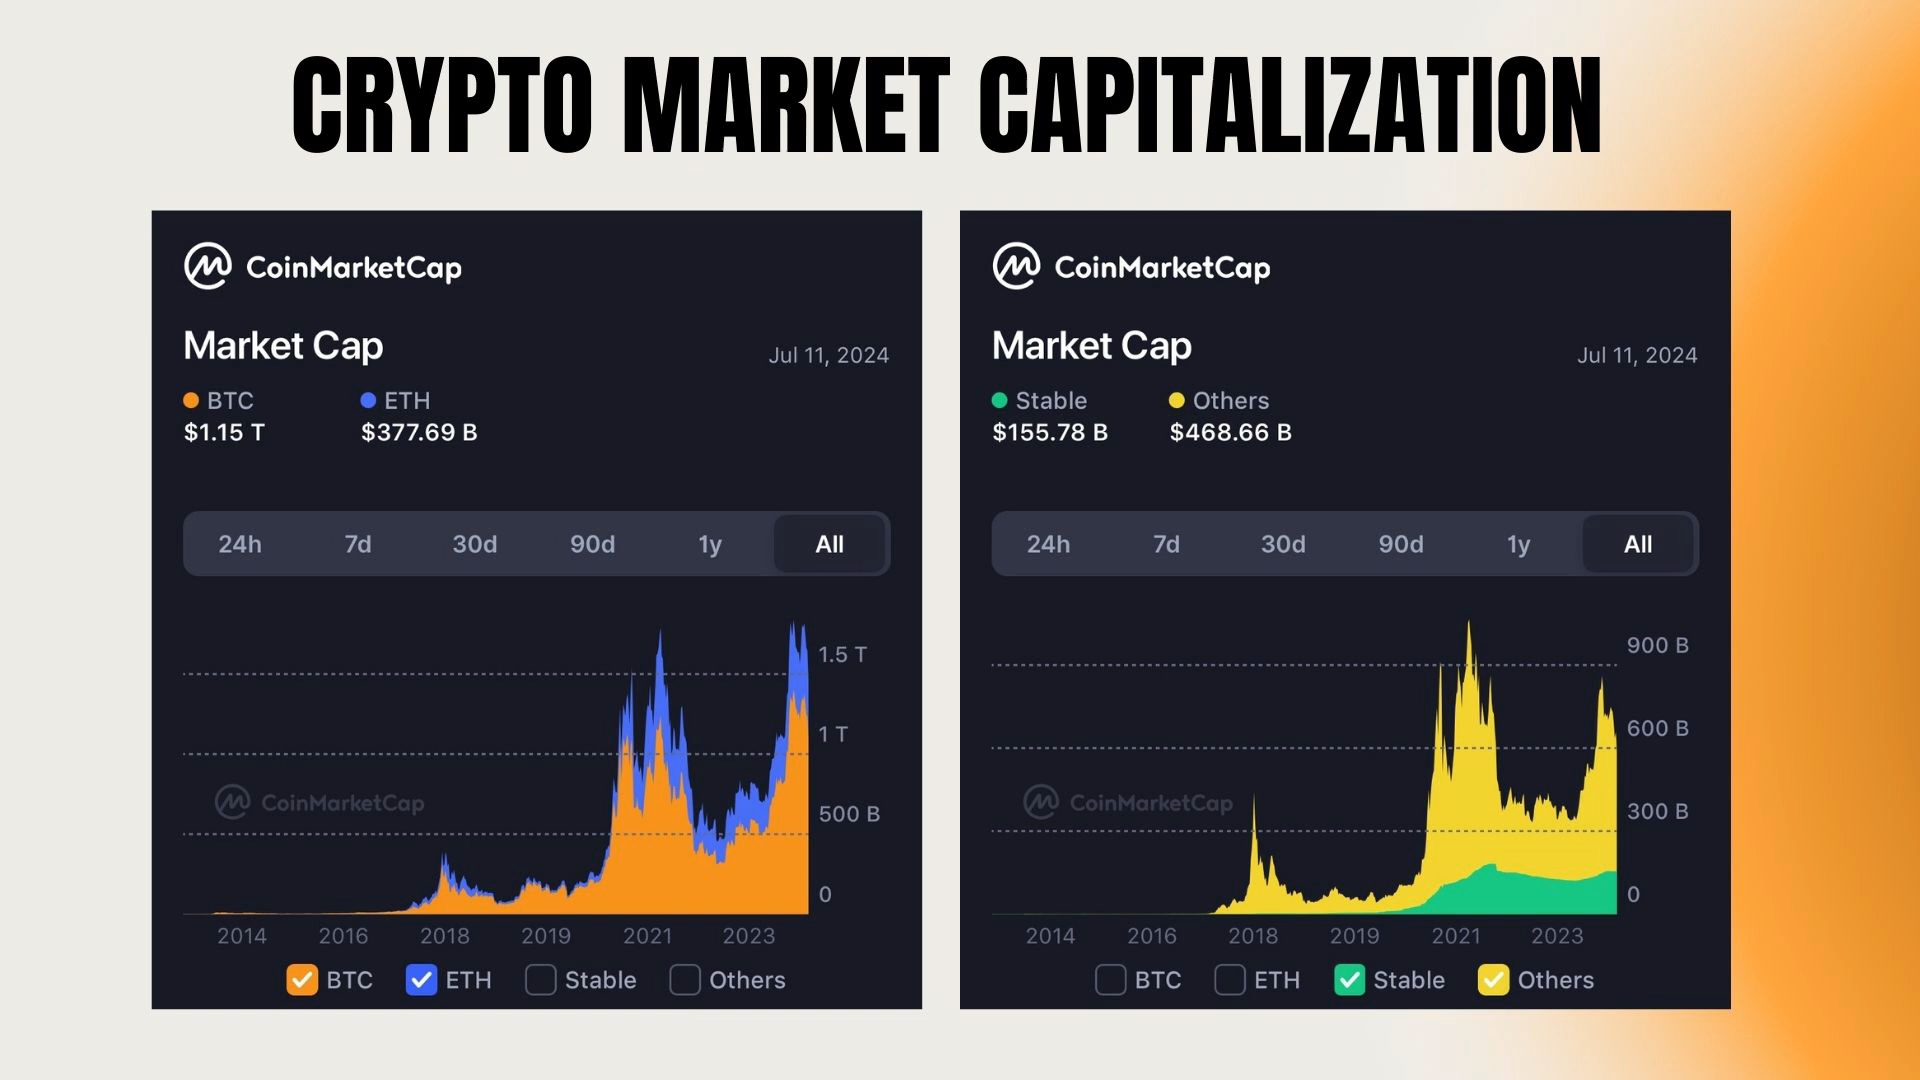 CRYPTO MARKET CAPITALIZATION
CoinMarketCap
Market Cap
Jul 11, 2024
BTC ETH
$1.15 T $377.69 B
24h 7d 30d 90d 1y All
1.5 T
1 T
500 B
CoinMarketCap
0
2014 2016 2018 2019 2021 2023
BTC ETH Stable Others
CoinMarketCap
Market Cap
Jul 11, 2024
Stable Others
$155.78 B $468.66 B
24h 7d 30d 90d 1y All
900 B
600 B
300 B
CoinMarketCap
0
2014 2016 2018 2019 2021 2023
BTC ETH Stable Others